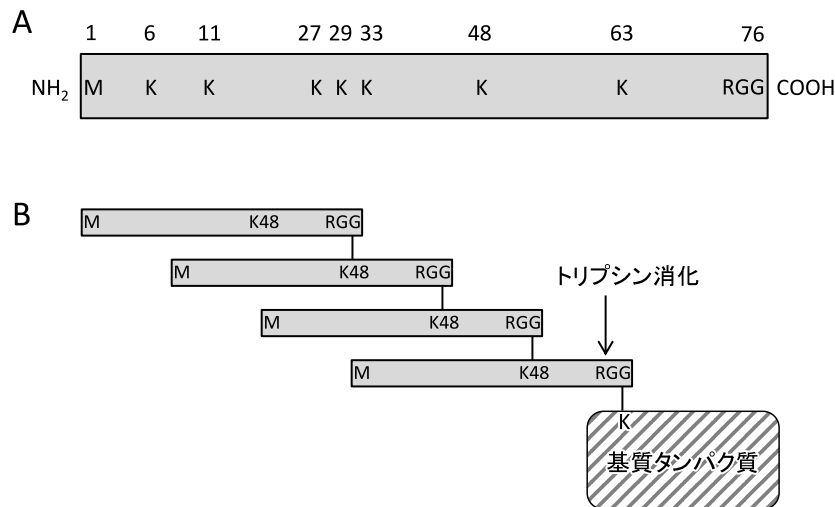 A
1 6 11 27 29 33 48 63 76
NH2 M K K K K K K K RGG COOH
B
M K48 RGG
M K48 RGG
トリプシン消化
M K48 RGG
M K48 RGG
K
基質タンパク質